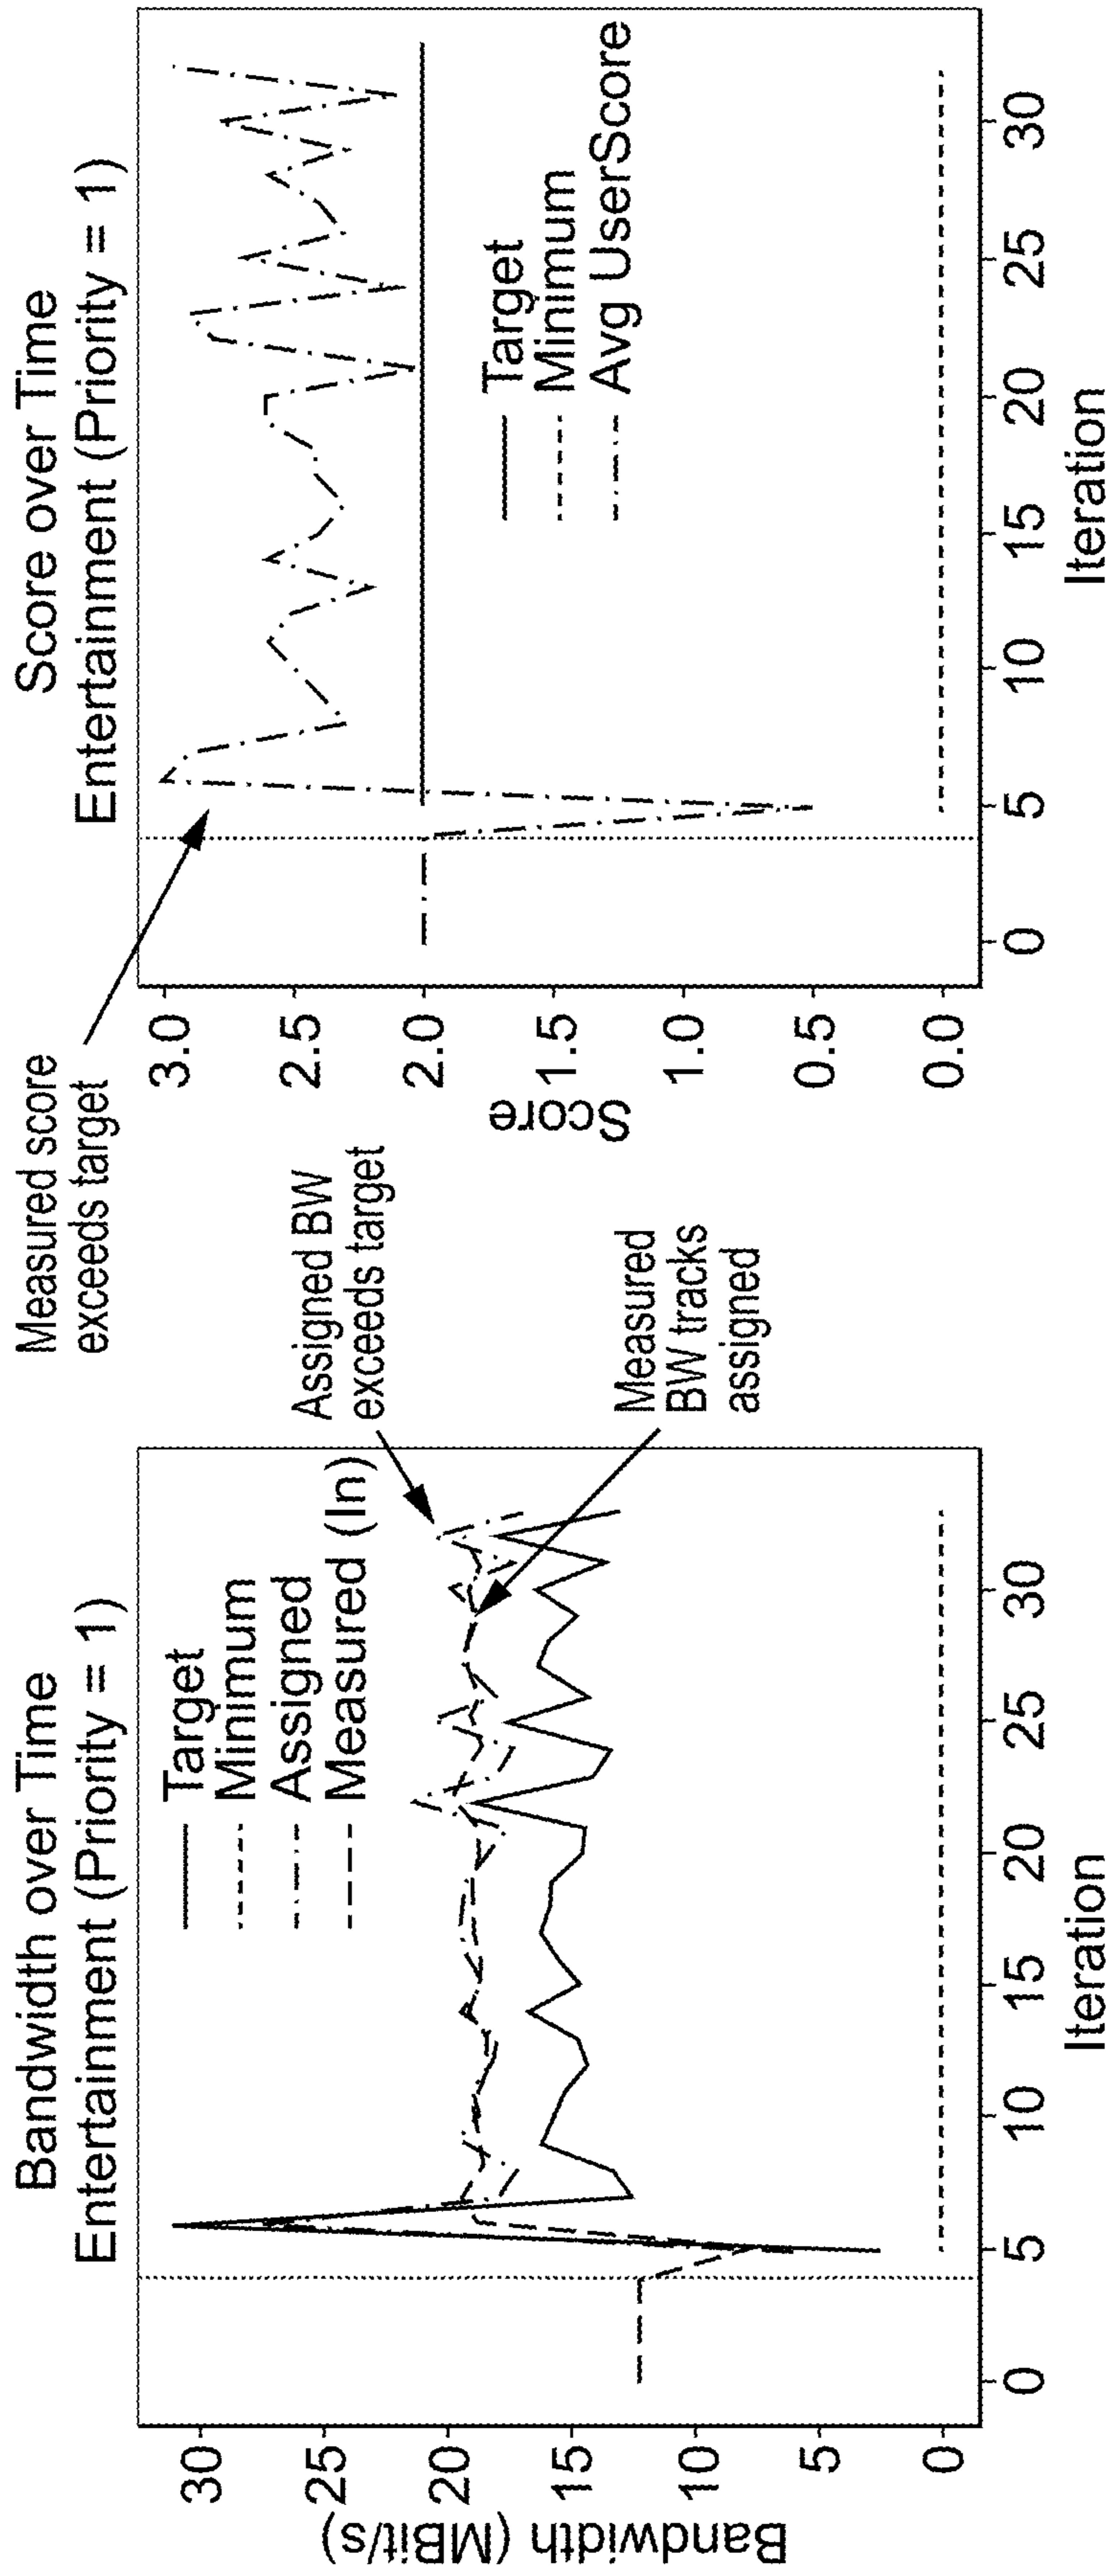 Bandwidth over Time
Entertainment (Priority = 1)
Target
Minimum
Assigned
Measured (In)
Bandwidth (MBit/s)
30
25
20
15
10
5
0
0
5
10
15
20
25
30
Iteration
Assigned BW
exceeds target
Measured
BW tracks
assigned
Measured score
exceeds target
Score over Time
Entertainment (Priority = 1)
Target
Minimum
Avg UserScore
Score
3.0
2.5
2.0
1.5
1.0
0.5
0.0
0
5
10
15
20
25
30
Iteration